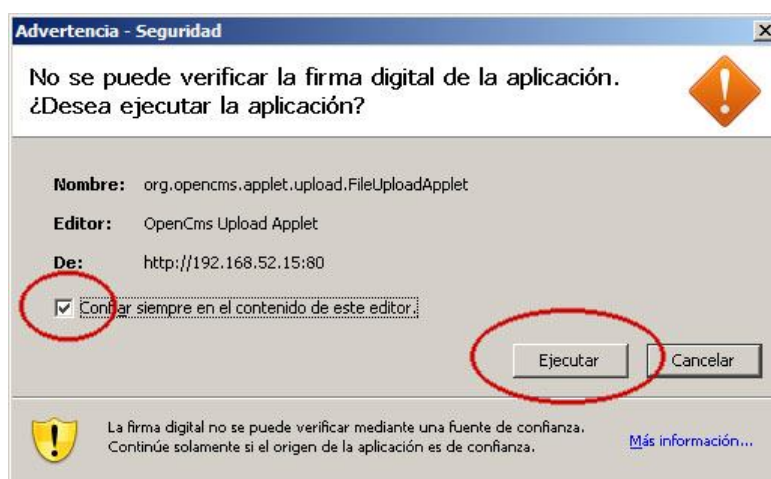 Advertencia - Seguridad
No se puede verificar la firma digital de la aplicación.
¿Desea ejecutar la aplicación?
Nombre: org.opencms.applet.upload.FileUploadApplet
Editor: OpenCms Upload Applet
De: http://192.168.52.15:80
Confiar siempre en el contenido de este editor.
Ejecutar Cancelar
La firma digital no se puede verificar mediante una fuente de confianza.
Continúe solamente si el origen de la aplicación es de confianza.
Más información...